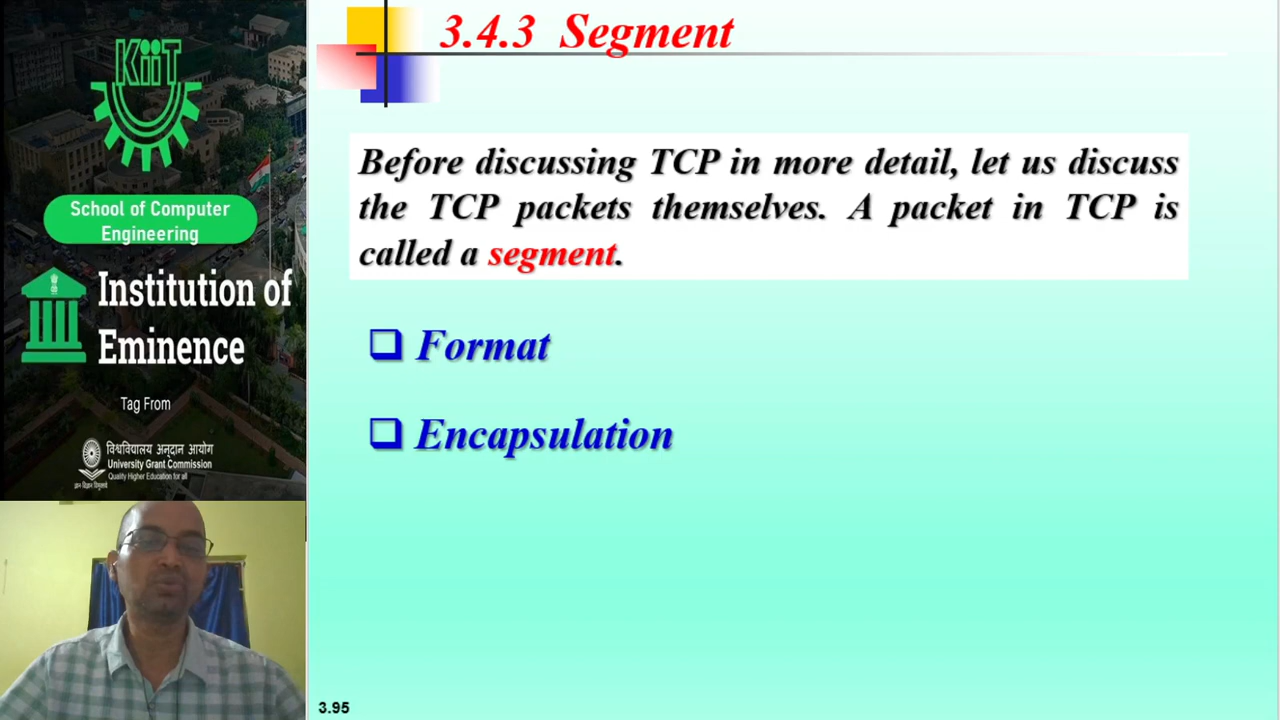 KiiT
School of Computer
Engineering
Institution of
Eminence
Tag From
विश्वविद्यालय अनुदान आयोग
University Grant Commission
Quality Higher Education for all
ज्ञान विज्ञान विमुक्तये
3.4.3 Segment
Before discussing TCP in more detail, let us discuss
the TCP packets themselves. A packet in TCP is
called a segment.
❑ Format
❑ Encapsulation
3.95